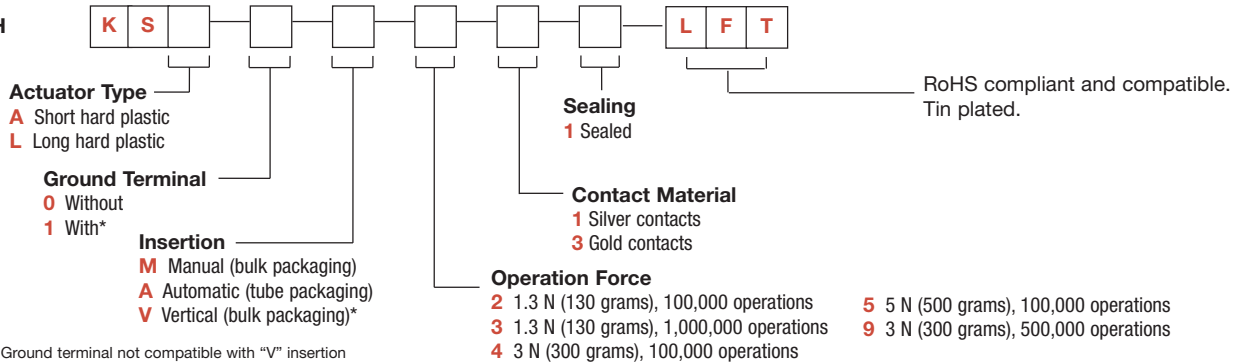 K S L F T
Actuator Type
A Short hard plastic
L Long hard plastic
Ground Terminal
0 Without
1 With*
Insertion
M Manual (bulk packaging)
A Automatic (tube packaging)
V Vertical (bulk packaging)*
Ground terminal not compatible with “V” insertion
Operation Force
2 1.3 N (130 grams), 100,000 operations
3 1.3 N (130 grams), 1,000,000 operations
4 3 N (300 grams), 100,000 operations
5 5 N (500 grams), 100,000 operations
9 3 N (300 grams), 500,000 operations
Contact Material
1 Silver contacts
3 Gold contacts
Sealing
1 Sealed
RoHS compliant and compatible.
Tin plated.